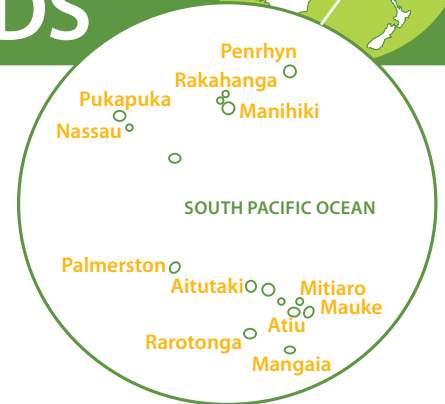 DS
Penrhyn
Rakahanga
Pukapuka
Manihiki
Nassau
SOUTH PACIFIC OCEAN
Palmerston
Aitutaki
Mitiaro
Mauke
Atiu
Rarotonga
Mangaia